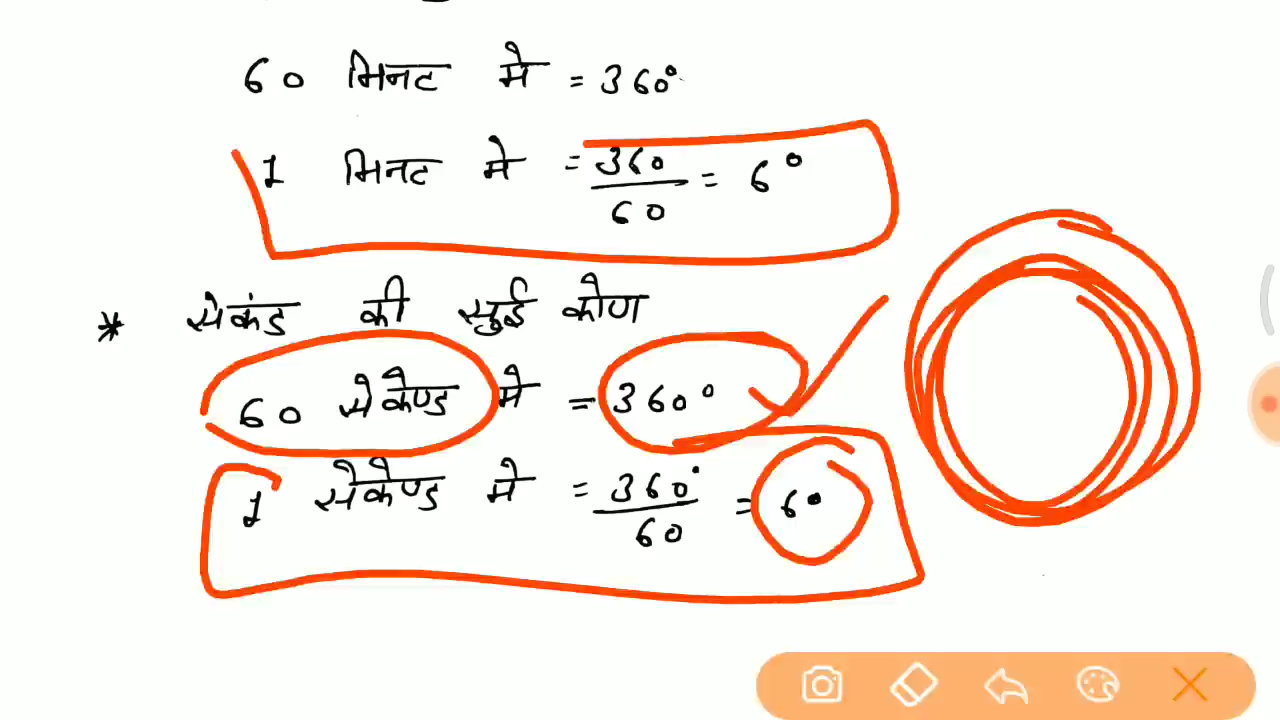 60 मिनट मे = 360°
1 मिनट मे = 360/60 = 6°
* सेकंड की सुई कोण
60 सेकेण्ड मे = 360°
1 सेकेण्ड मे = 360°/60 = 6°